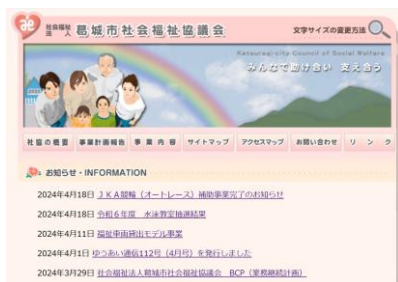 社会福祉法人 葛城市社会福祉協議会
文字サイズの変更方法
Katsuragi-city Council of Social Welfare
みんなで助け合い 支え合う
社協の概要 事業計画報告 事業内容 サイトマップ アクセスマップ お問い合わせ リンク
お知らせ・INFORMATION
2024年4月18日 JKA競輪(オートレース)補助事業完了のお知らせ
2024年4月18日 令和6年度 水泳教室抽選結果
2024年4月11日 福祉車両貸出モデル事業
2024年4月1日 ゆうあい通信112号(4月号)を発行しました
2024年3月29日 社会福祉法人葛城市社会福祉協議会 BCP(業務継続計画)